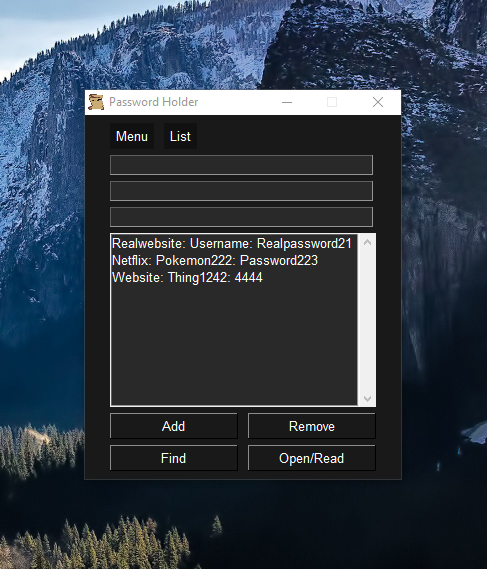 Password Holder
Menu List
Realwebsite: Username: Realpassword21
Netflix: Pokemon222: Password223
Website: Thing1242: 4444
Add Remove
Find Open/Read